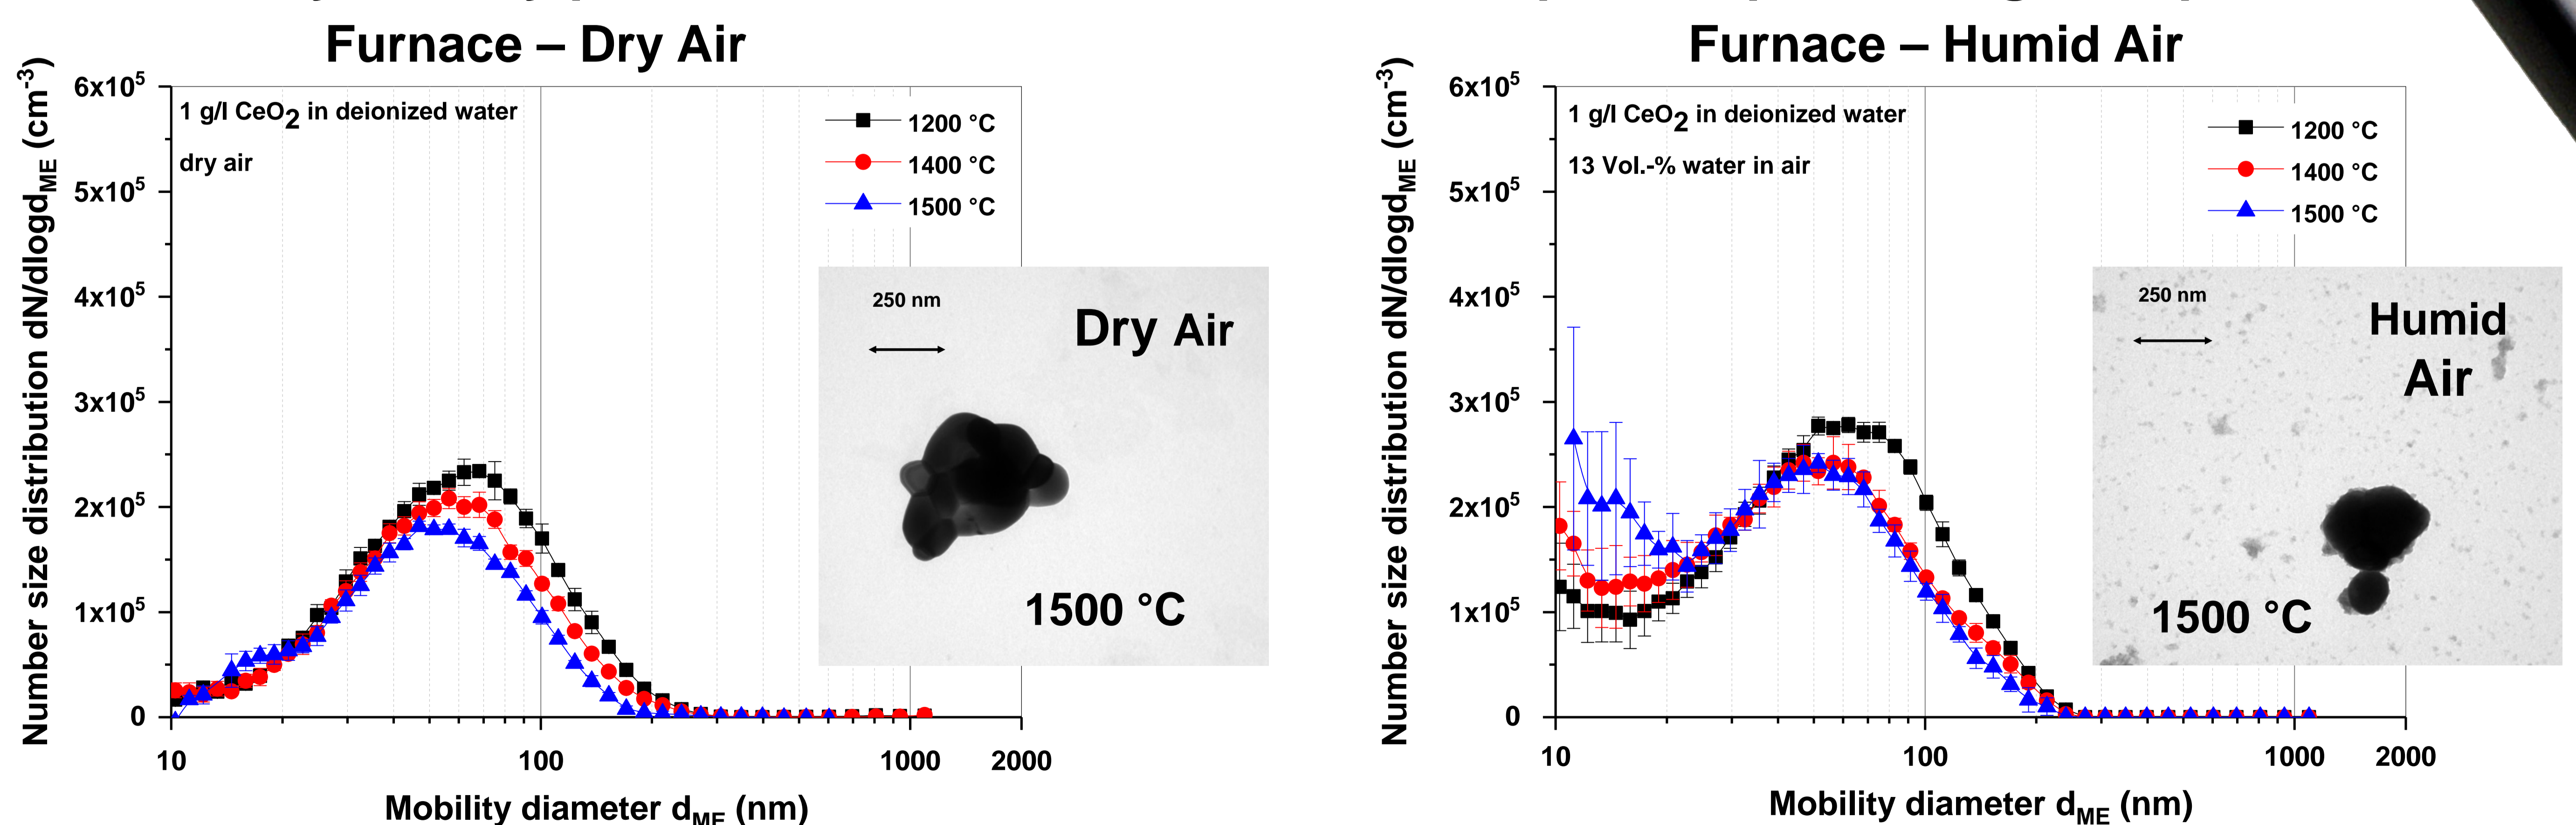 Furnace – Dry Air
Number size distribution dN/dlogd_ME (cm^-3)
6x10^5
5x10^5
4x10^5
3x10^5
2x10^5
1x10^5
0
1 g/l CeO2 in deionized water
dry air
1200 °C
1400 °C
1500 °C
250 nm
Dry Air
1500 °C
10
100
1000
2000
Mobility diameter d_ME (nm)
Furnace – Humid Air
Number size distribution dN/dlogd_ME (cm^-3)
6x10^5
5x10^5
4x10^5
3x10^5
2x10^5
1x10^5
0
1 g/l CeO2 in deionized water
13 Vol.-% water in air
1200 °C
1400 °C
1500 °C
250 nm
Humid
Air
1500 °C
10
100
1000
2000
Mobility diameter d_ME (nm)